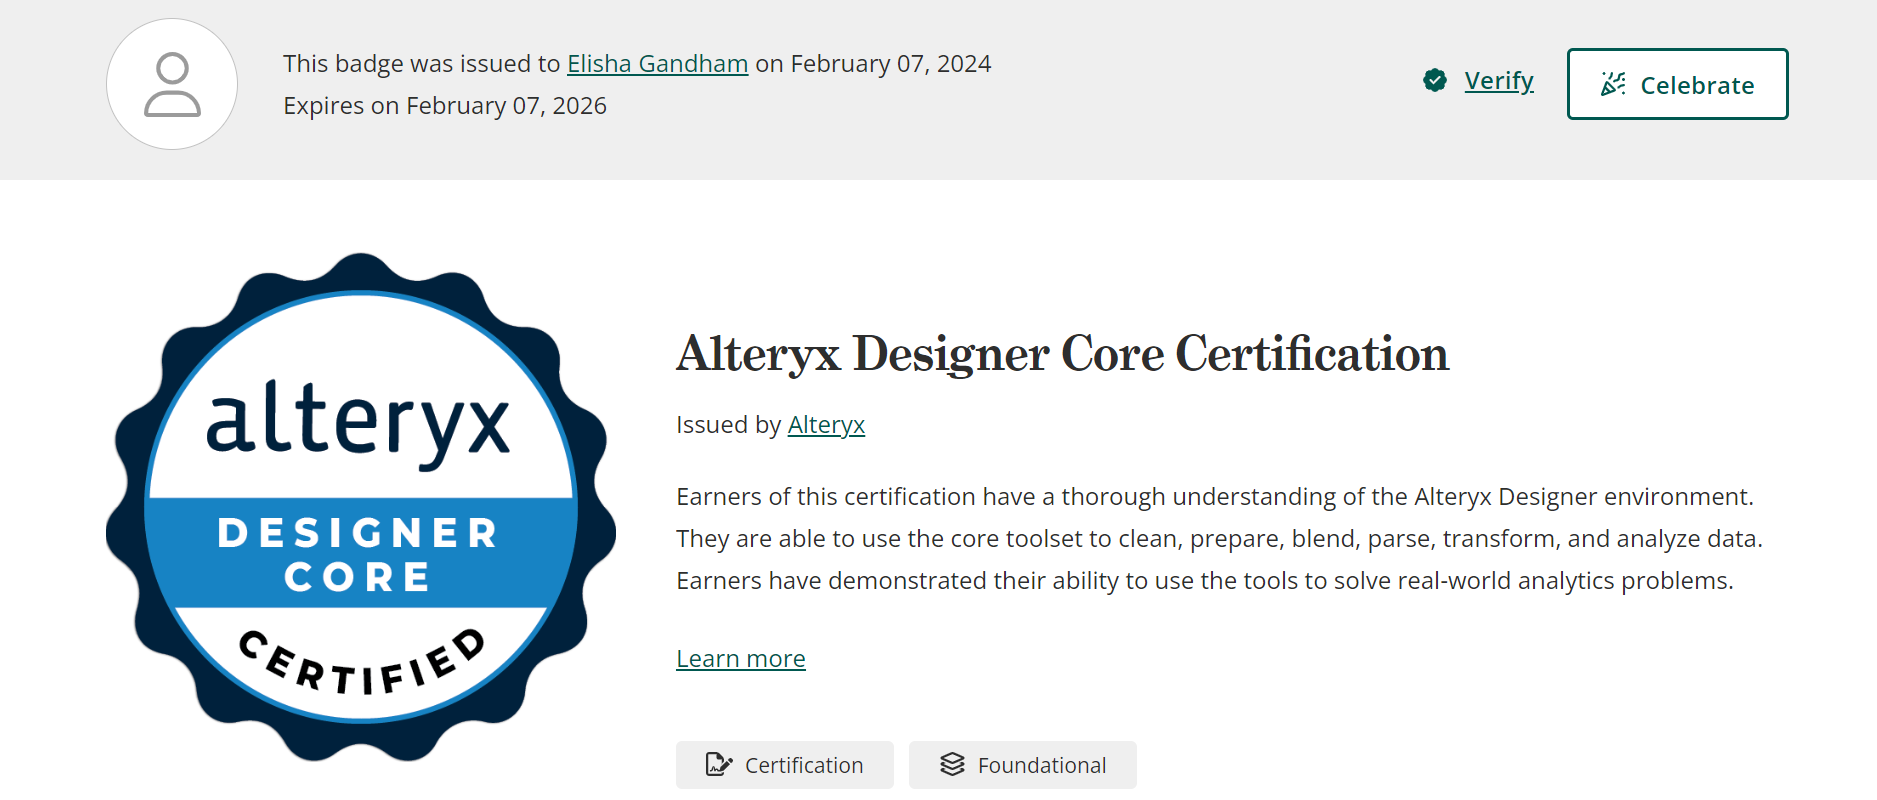 This badge was issued to Elisha Gandham on February 07, 2024
Expires on February 07, 2026
Verify
Celebrate
alteryx
DESIGNER
CORE
CERTIFIED
Alteryx Designer Core Certification
Issued by Alteryx
Earners of this certification have a thorough understanding of the Alteryx Designer environment.
They are able to use the core toolset to clean, prepare, blend, parse, transform, and analyze data.
Earners have demonstrated their ability to use the tools to solve real-world analytics problems.
Learn more
Certification
Foundational